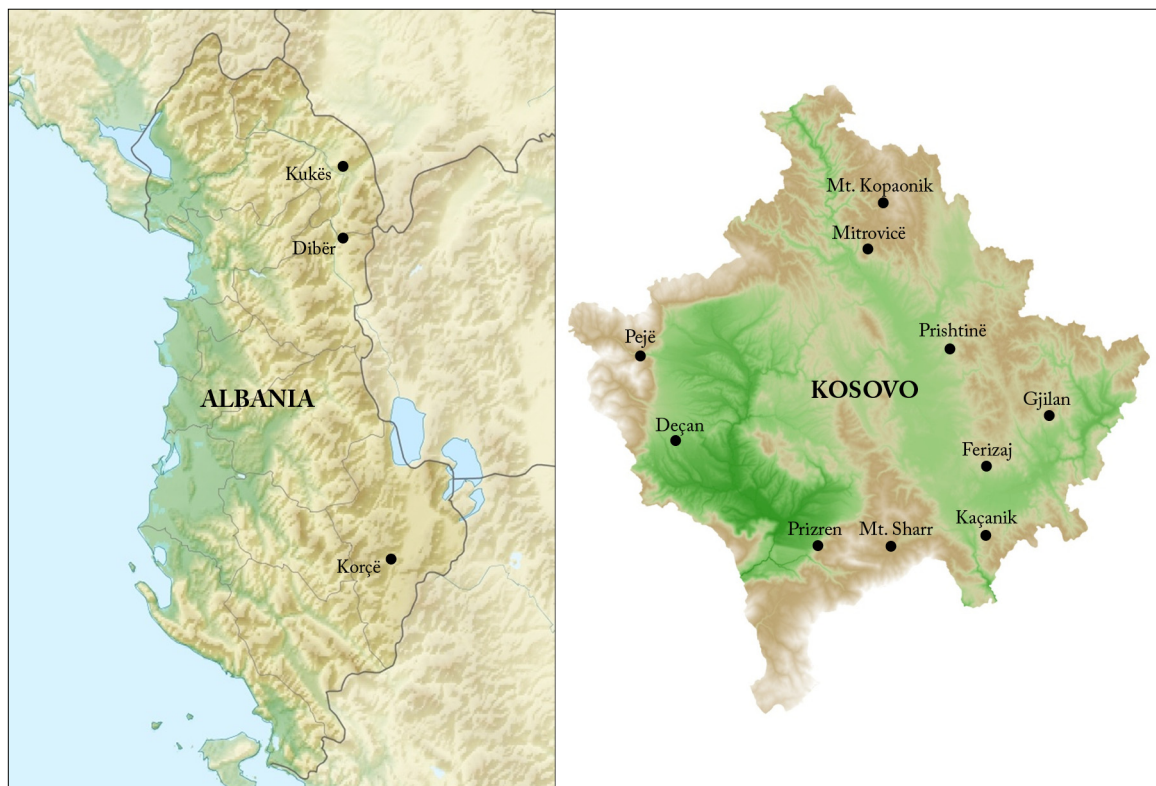 Kukës
Dibër
ALBANIA
Korçë
Mt. Kopaonik
Mitrovicë
Prishtinë
Pejë
KOSOVO
Gjilan
Deçan
Ferizaj
Kaçanik
Prizren
Mt. Sharr